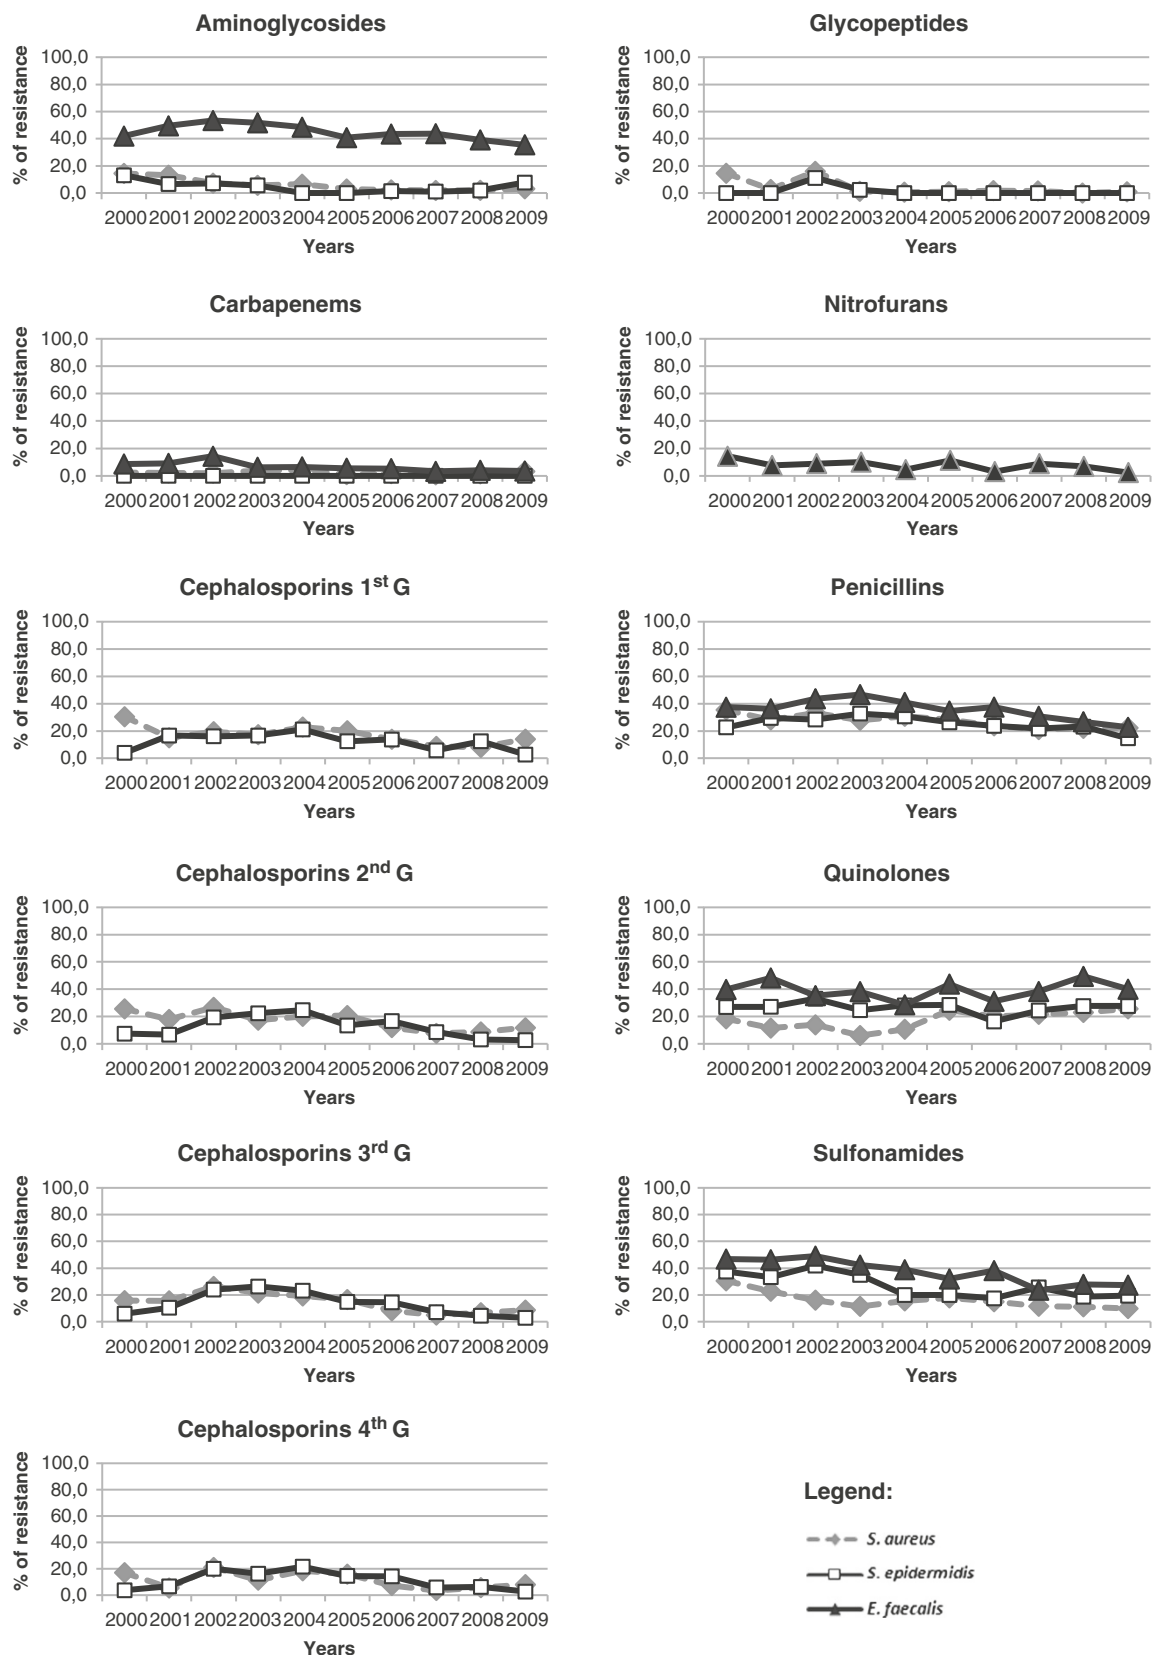 Aminoglycosides
% of resistance
100,0
80,0
60,0
40,0
20,0
0,0
2000 2001 2002 2003 2004 2005 2006 2007 2008 2009
Years
Glycopeptides
% of resistance
100,0
80,0
60,0
40,0
20,0
0,0
2000 2001 2002 2003 2004 2005 2006 2007 2008 2009
Years
Carbapenems
% of resistance
100,0
80,0
60,0
40,0
20,0
0,0
2000 2001 2002 2003 2004 2005 2006 2007 2008 2009
Years
Nitrofurans
% of resistance
100,0
80,0
60,0
40,0
20,0
0,0
2000 2001 2002 2003 2004 2005 2006 2007 2008 2009
Years
Cephalosporins 1st G
% of resistance
100,0
80,0
60,0
40,0
20,0
0,0
2000 2001 2002 2003 2004 2005 2006 2007 2008 2009
Years
Penicillins
% of resistance
100,0
80,0
60,0
40,0
20,0
0,0
2000 2001 2002 2003 2004 2005 2006 2007 2008 2009
Years
Cephalosporins 2nd G
% of resistance
100,0
80,0
60,0
40,0
20,0
0,0
2000 2001 2002 2003 2004 2005 2006 2007 2008 2009
Years
Quinolones
% of resistance
100,0
80,0
60,0
40,0
20,0
0,0
2000 2001 2002 2003 2004 2005 2006 2007 2008 2009
Years
Cephalosporins 3rd G
% of resistance
100,0
80,0
60,0
40,0
20,0
0,0
2000 2001 2002 2003 2004 2005 2006 2007 2008 2009
Years
Sulfonamides
% of resistance
100,0
80,0
60,0
40,0
20,0
0,0
2000 2001 2002 2003 2004 2005 2006 2007 2008 2009
Years
Cephalosporins 4th G
% of resistance
100,0
80,0
60,0
40,0
20,0
0,0
2000 2001 2002 2003 2004 2005 2006 2007 2008 2009
Years
Legend:
S. aureus
S. epidermidis
E. faecalis